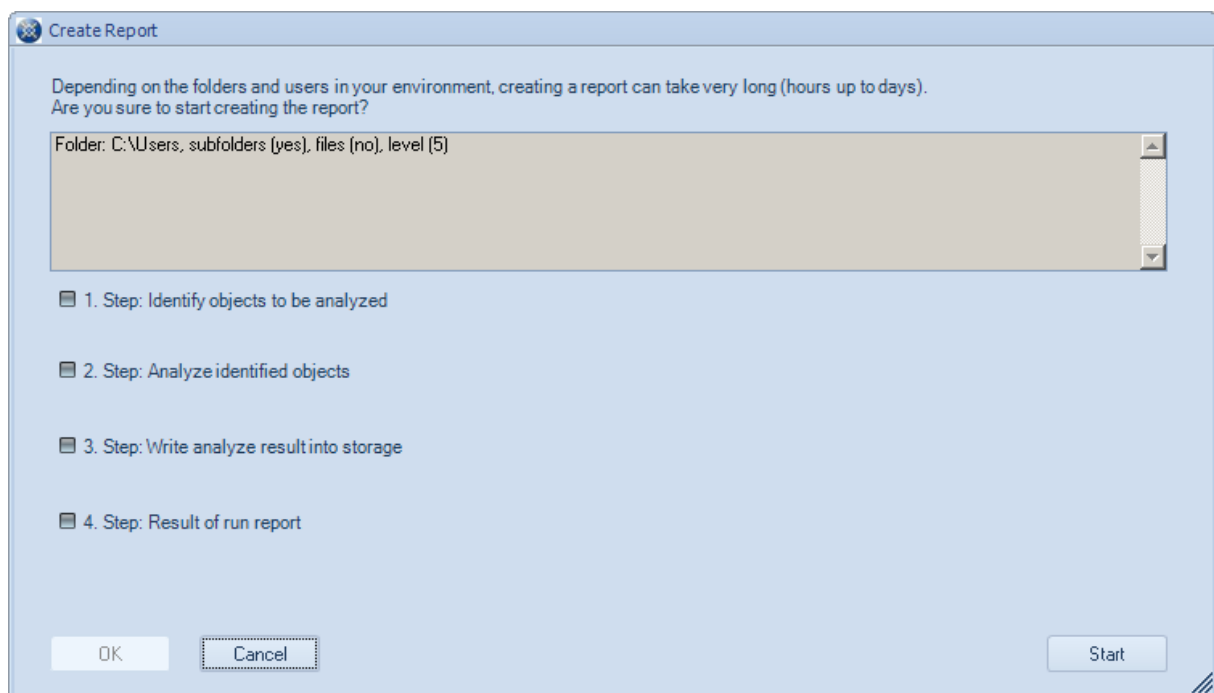 Create Report
Depending on the folders and users in your environment, creating a report can take very long (hours up to days).
Are you sure to start creating the report?
Folder: C:\Users, subfolders (yes), files (no), level (5)
1. Step: Identify objects to be analyzed
2. Step: Analyze identified objects
3. Step: Write analyze result into storage
4. Step: Result of run report
OK
Cancel
Start